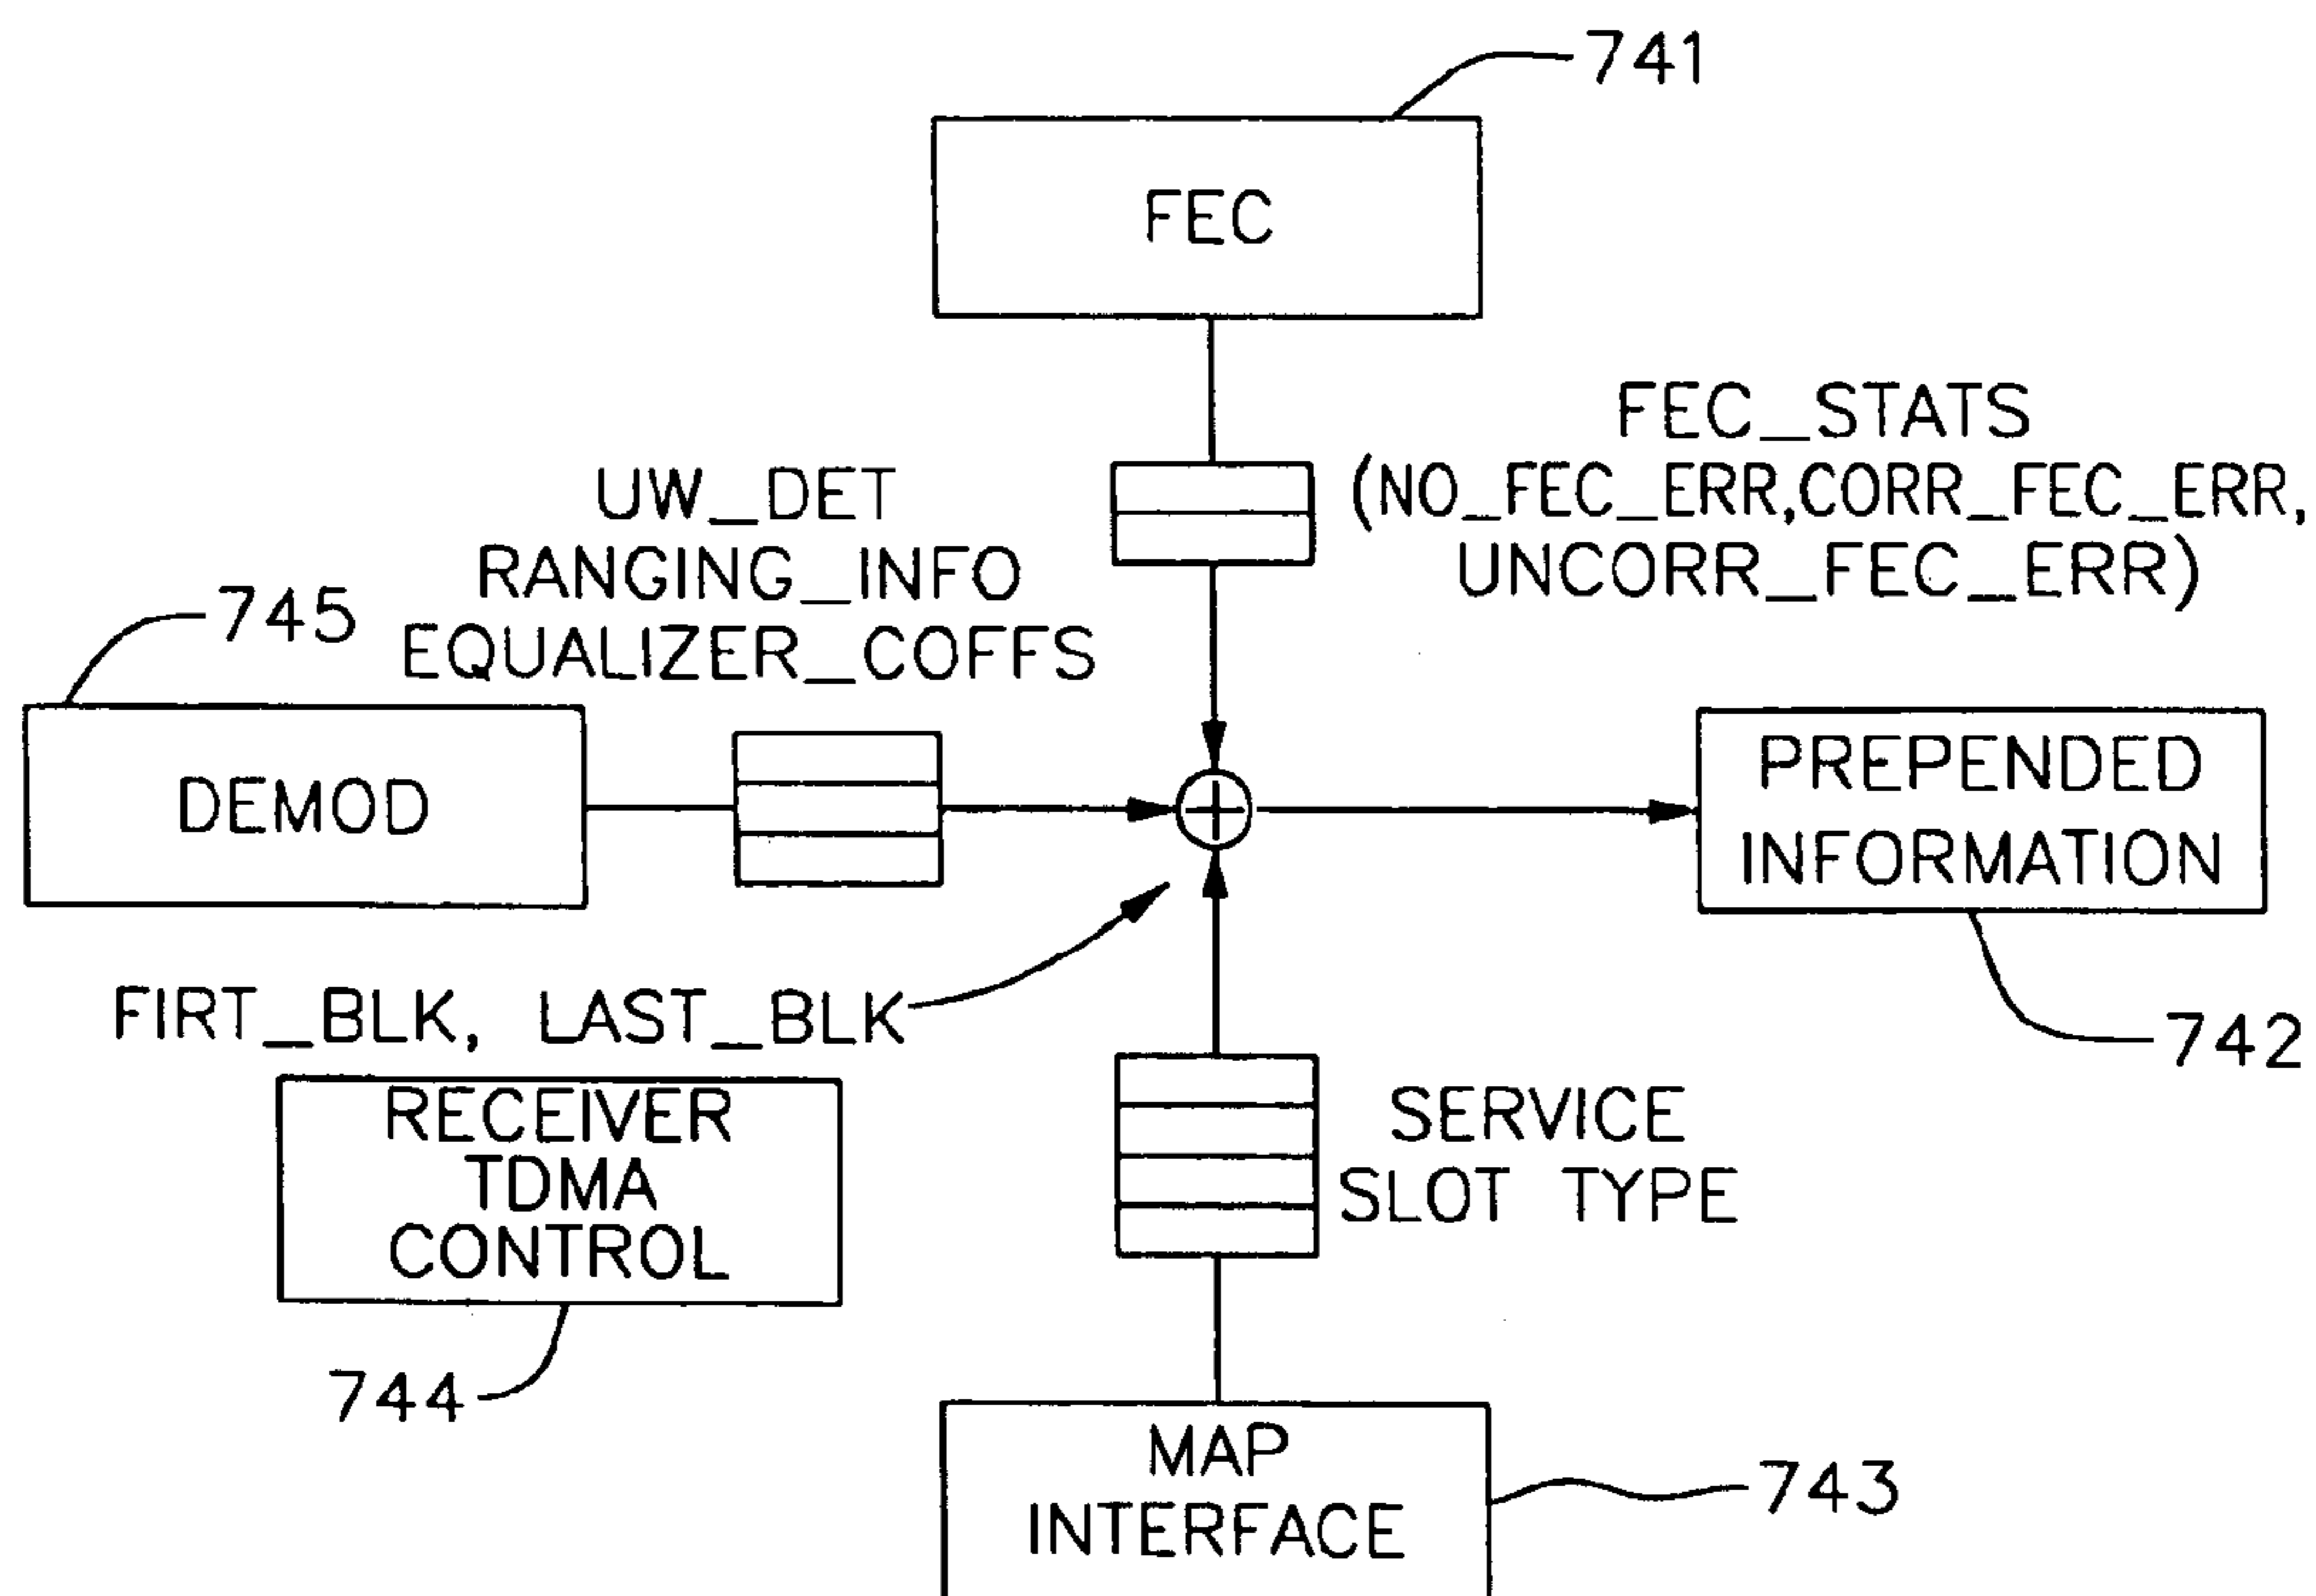 741
FEC
FEC_STATS
(NO_FEC_ERR,CORR_FEC_ERR,
UNCORR_FEC_ERR)
UW_DET
RANGING_INFO
EQUALIZER_COFFS
745
DEMOD
PREPENDED
INFORMATION
742
FIRT_BLK, LAST_BLK
RECEIVER
TDMA
CONTROL
744
SERVICE
SLOT TYPE
MAP
INTERFACE
743